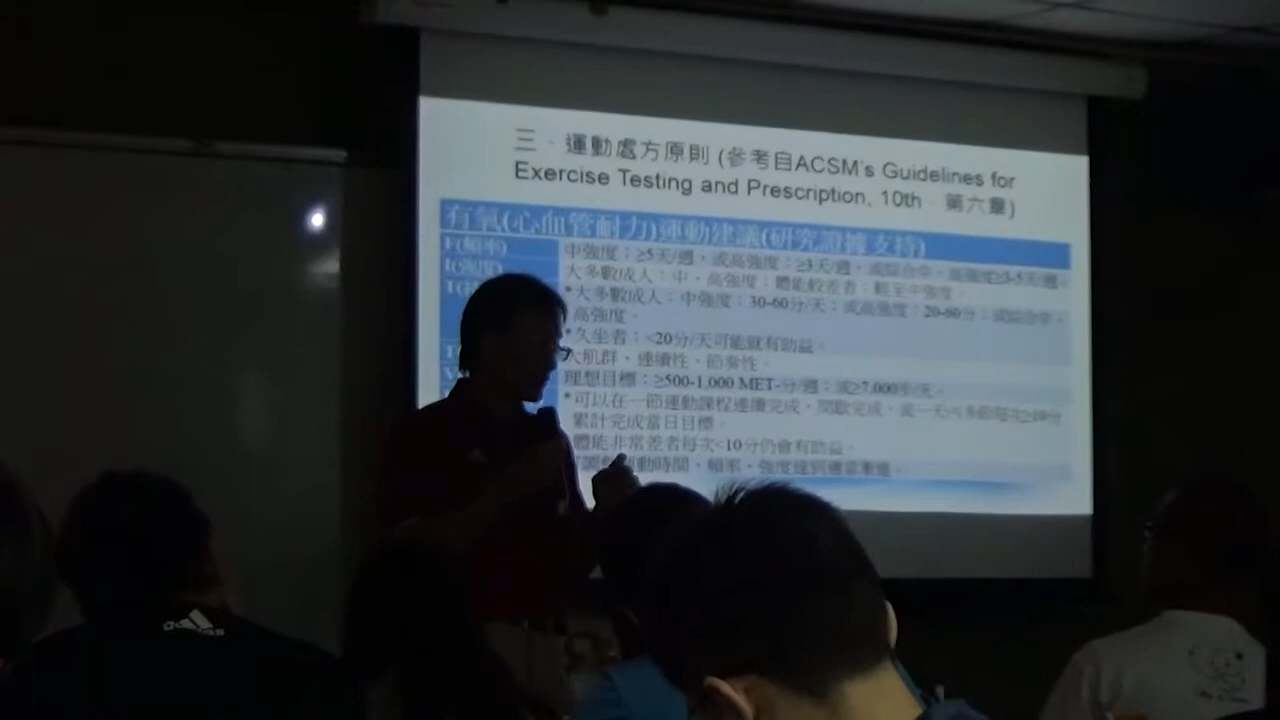 三、運動處方原則 (參考自ACSM's Guidelines for
Exercise Testing and Prescription, 10th 第六章)
有氧(心血管耐力)運動建議(研究證據支持)
F(頻率)
中強度：≥5天/週，或高強度：≥3天/週，或綜合中、高強度≥3-5天/週。
I(強度)
大多數成人：中、高強度；體能較差者：輕至中強度
*大多數成人：中強度：30-60分/天；或高強度：20-60分；或綜合中、
高強度。
*久坐者：<20分/天可能就有助益。
大肌群、連續性、節奏性。
理想目標：≥500-1,000 MET-分/週；或≥7,000步/天。
*可以在一節運動課程連續完成、間歇完成，或一天內多節每次≥10分
累計完成當日目標。
體能非常差者每次<10分仍會有助益。
動時間、頻率、強度達到適當漸進。
adidas